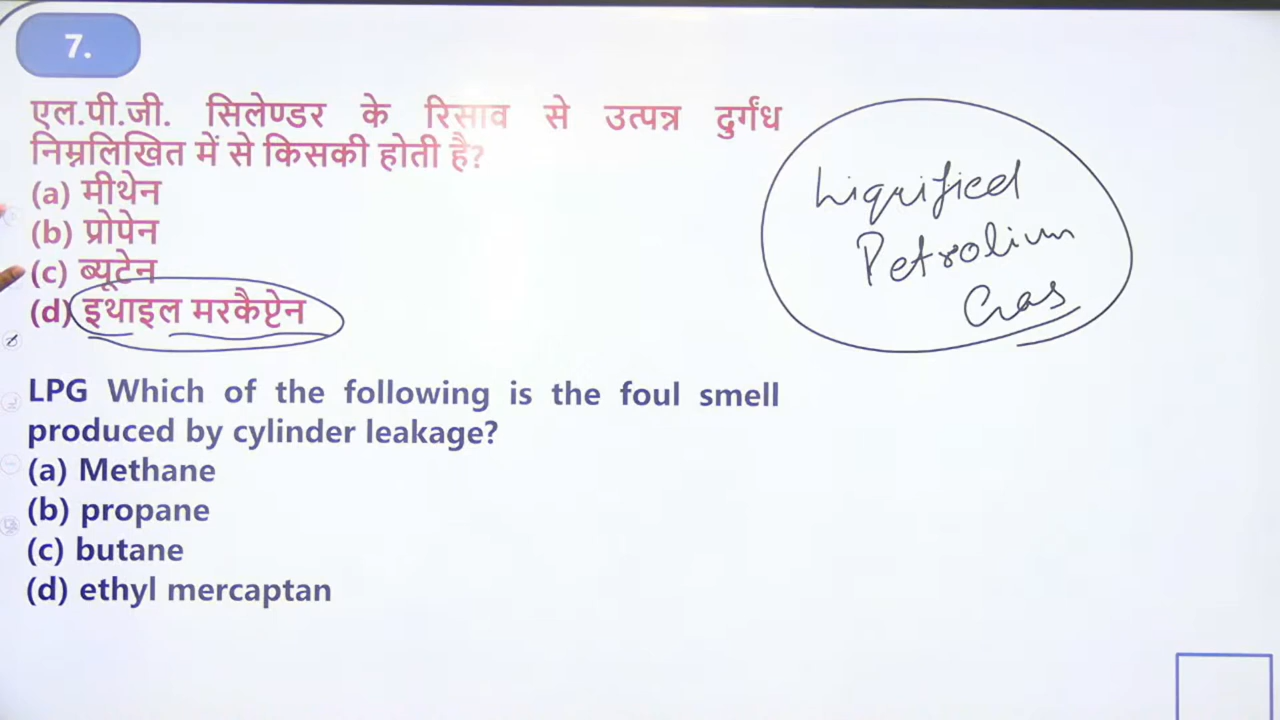 7.
एल.पी.जी. सिलेण्डर के रिसाव से उत्पन्न दुर्गंध
निम्नलिखित में से किसकी होती है?
(a) मीथेन
(b) प्रोपेन
(c) ब्यूटेन
(d) इथाइल मरकैप्टेन
LPG Which of the following is the foul smell
produced by cylinder leakage?
(a) Methane
(b) propane
(c) butane
(d) ethyl mercaptan
Liquified
Petrolium
Gas